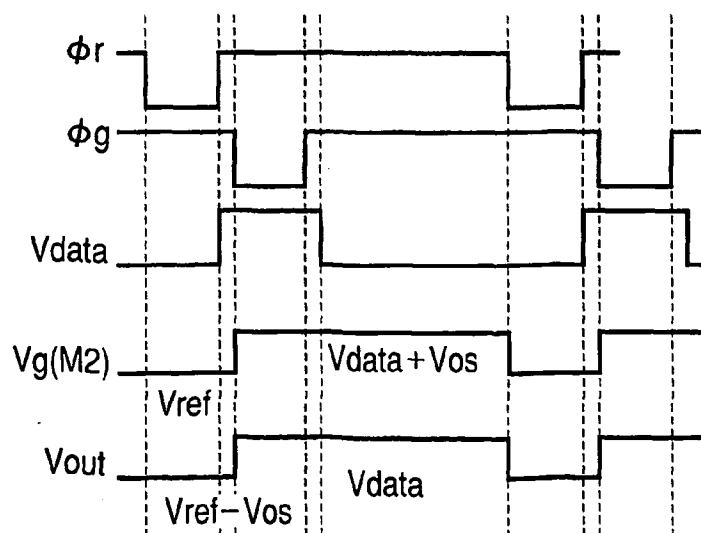 ϕr
ϕg
Vdata
Vg(M2)
Vdata+Vos
Vref
Vout
Vdata
Vref−Vos